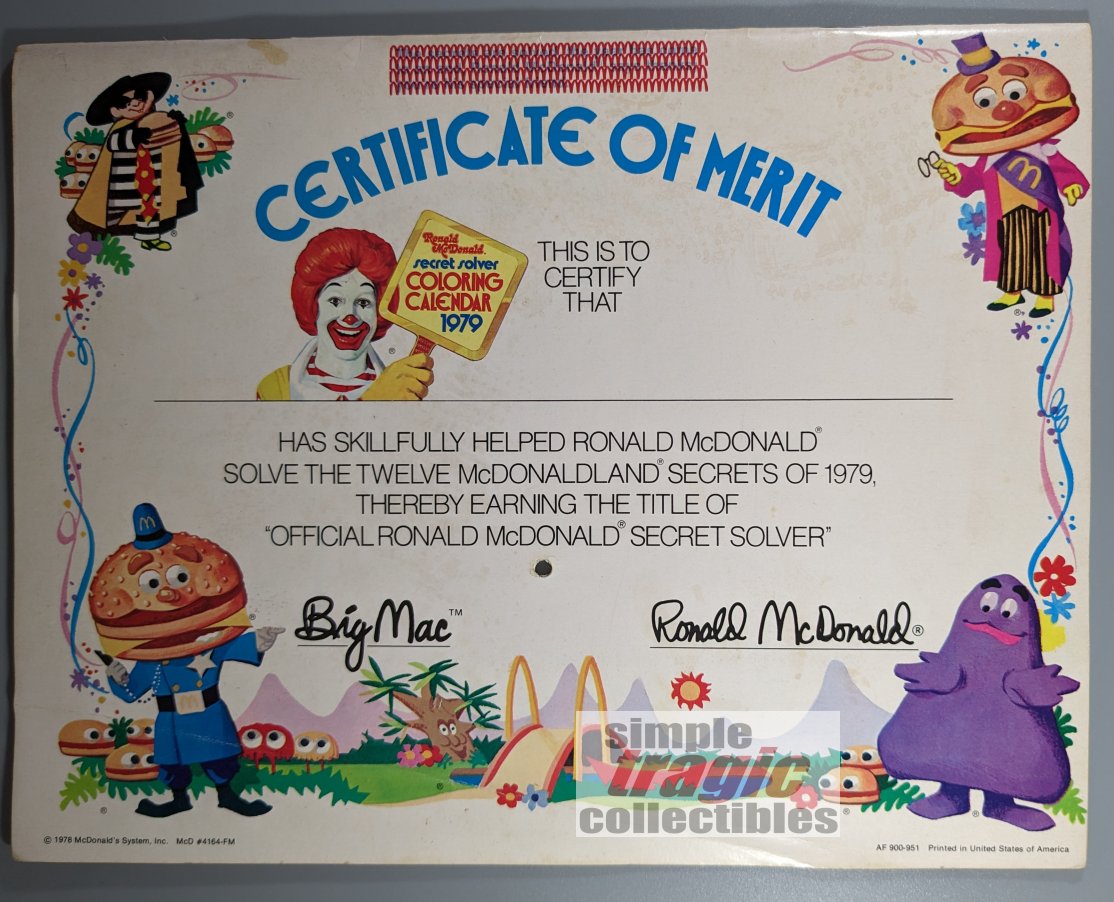 CERTIFICATE OF MERIT
Ronald
McDonald.
secret solver
COLORING
CALENDAR
1979
®
THIS IS TO
CERTIFY
THAT
HAS SKILLFULLY HELPED RONALD McDONALD®
SOLVE THE TWELVE McDONALDLAND® SECRETS OF 1979,
THEREBY EARNING THE TITLE OF
"OFFICIAL RONALD McDONALD® SECRET SOLVER"
Big Mac™
Ronald McDonald®
simple
tragic
collectibles
© 1978 McDonald's System, Inc. McD #4164-FM
AF 900-951 Printed in United States of America